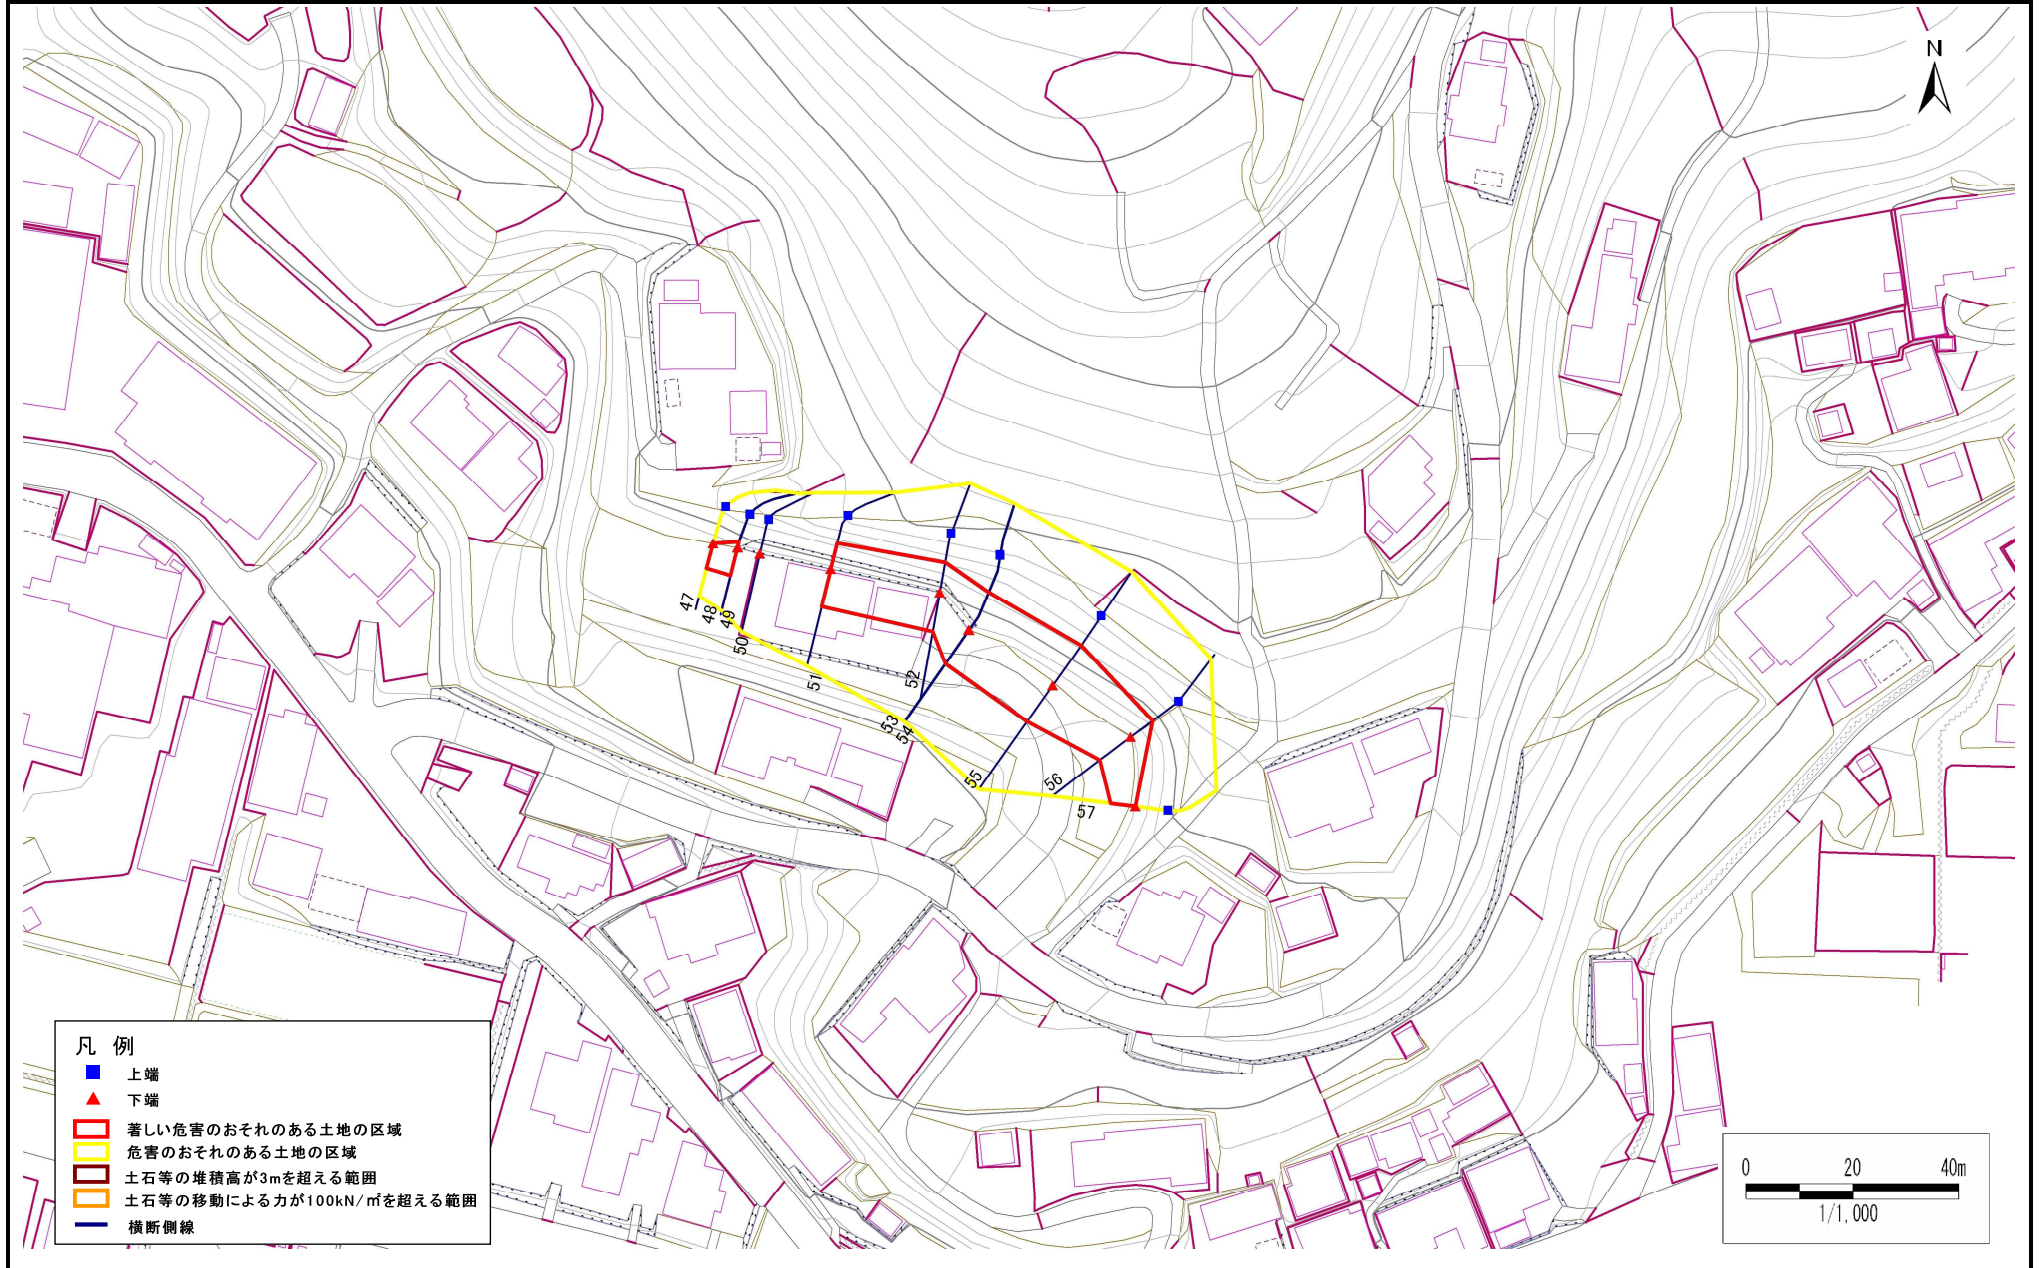 N
47
48
49
50
51
52
53
54
55
56
57
凡 例
上端
下端
著しい危害のおそれのある土地の区域
危害のおそれのある土地の区域
土石等の堆積高が3mを超える範囲
土石等の移動による力が100kN/㎡を超える範囲
横断側線
0 20 40m
1/1,000